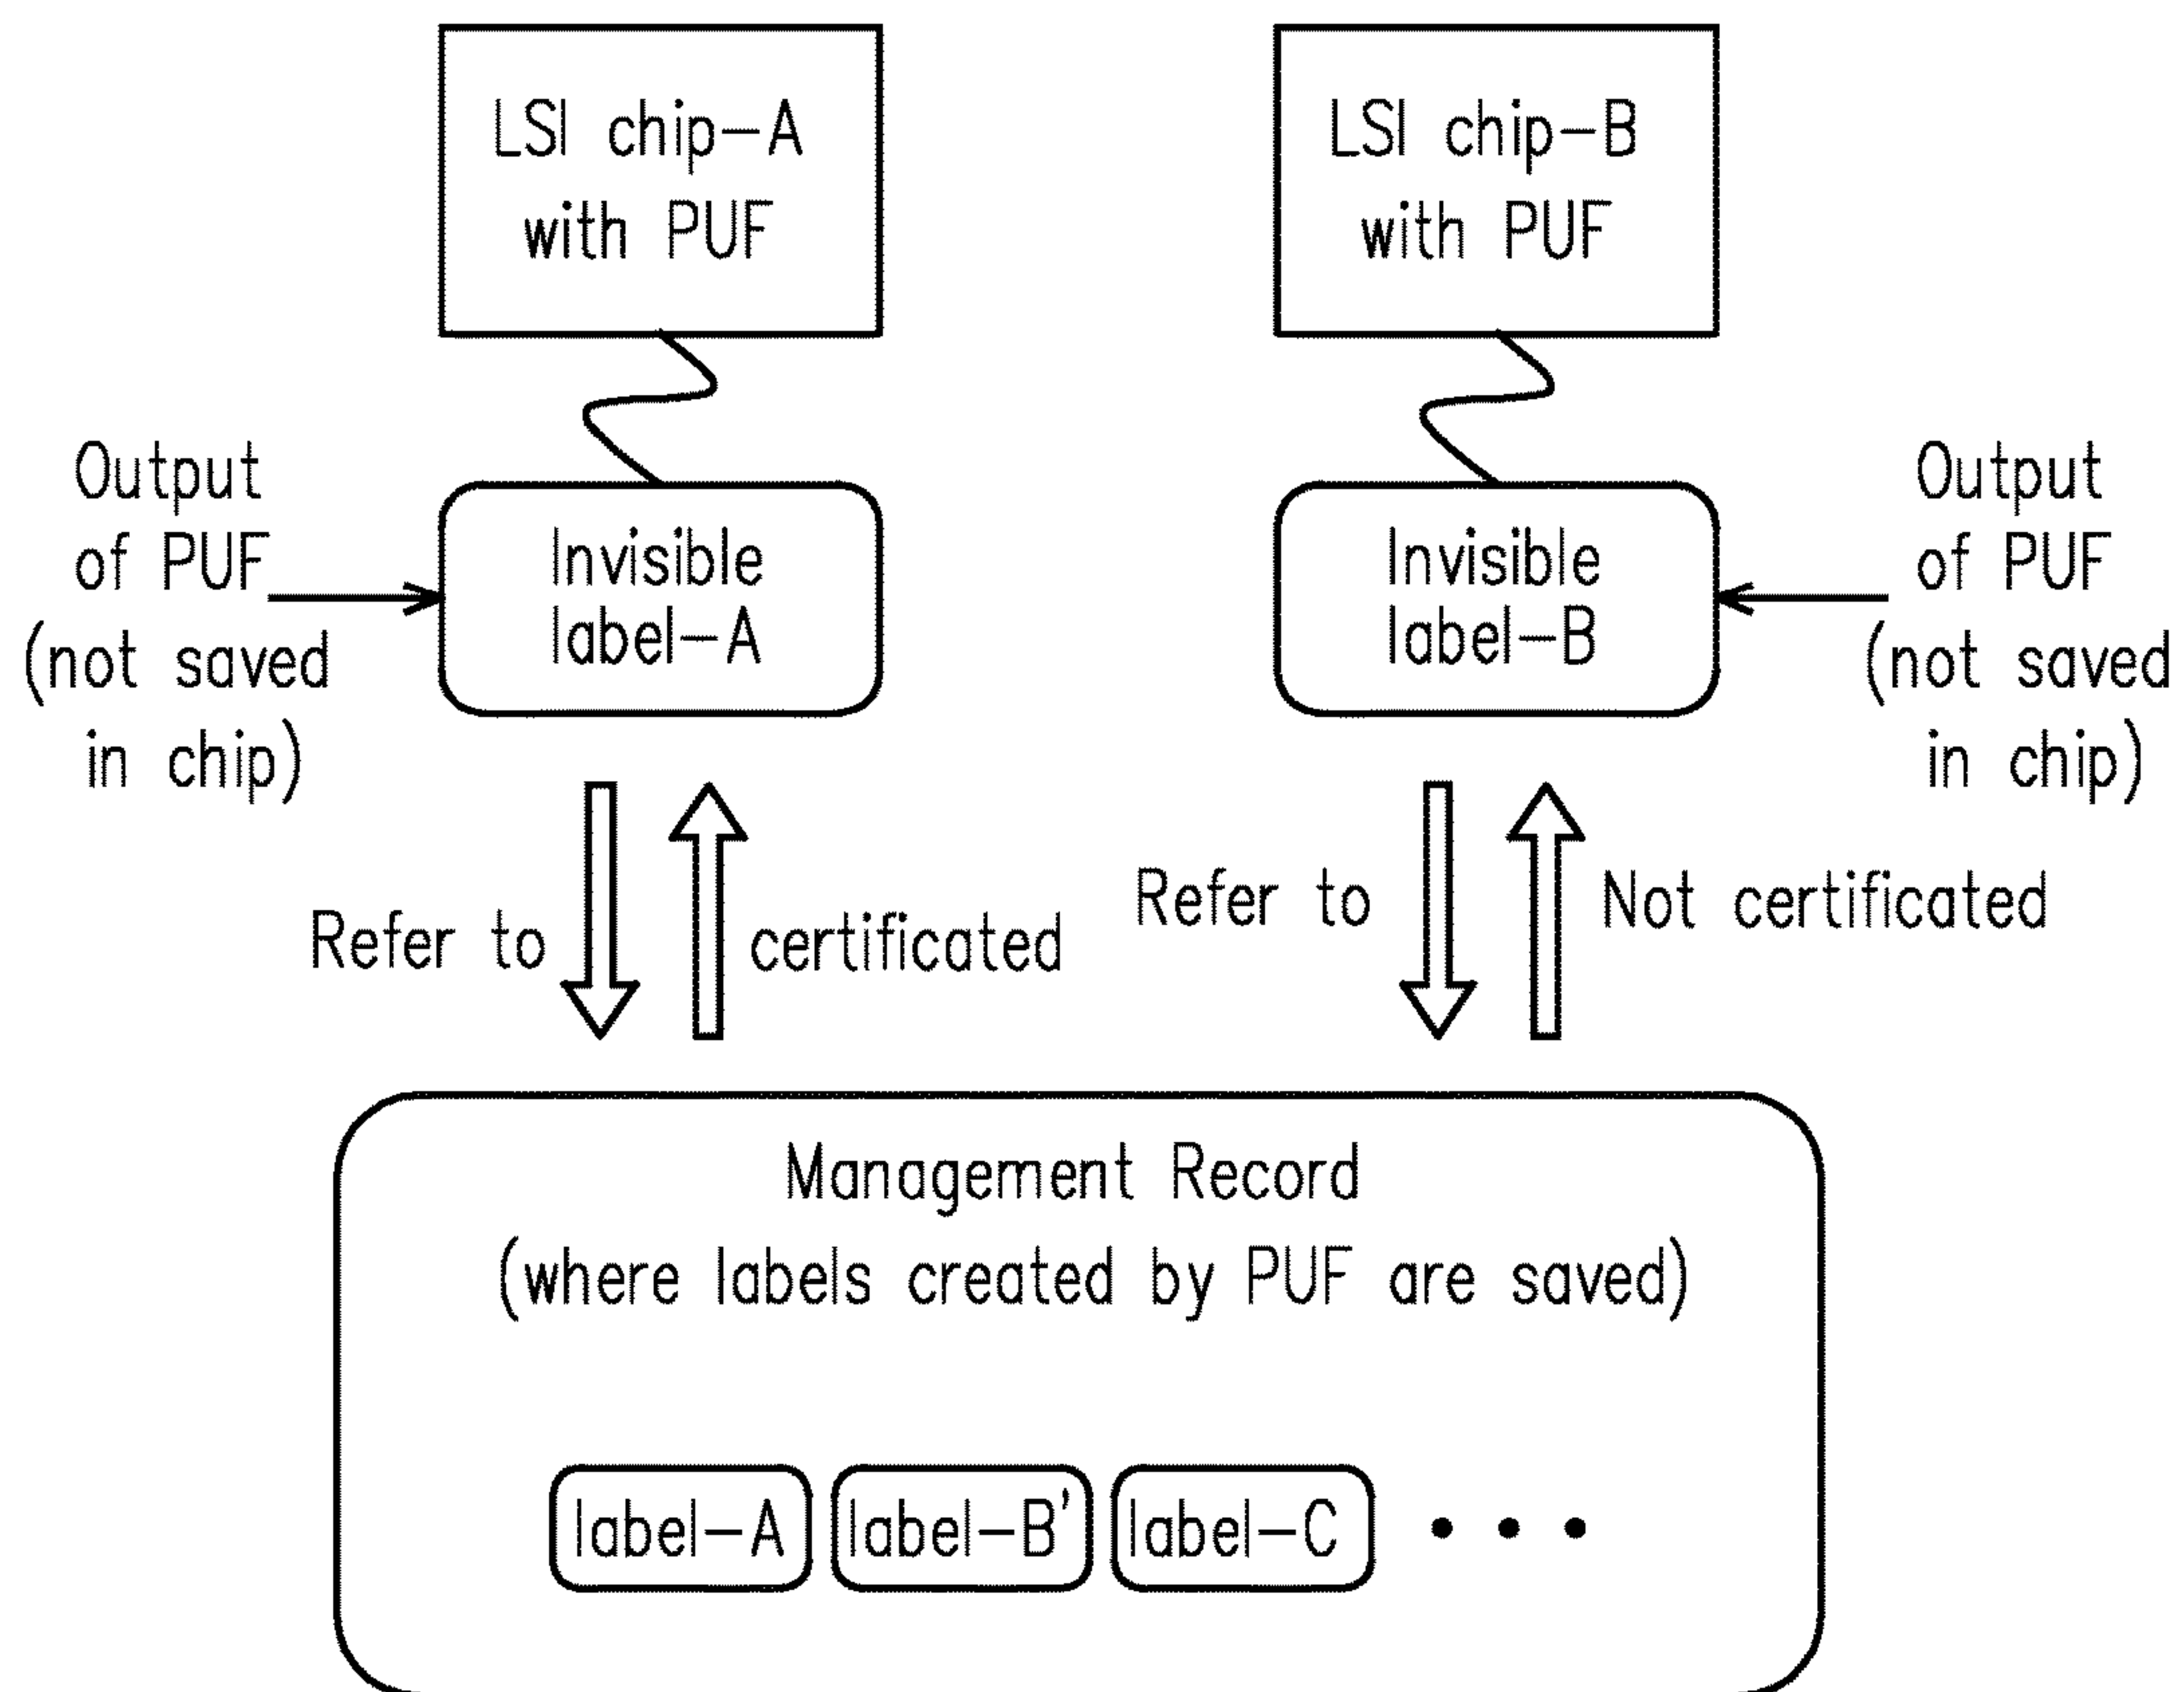 LSI chip-A
with PUF
LSI chip-B
with PUF
Output
of PUF
(not saved
in chip)
Invisible
label-A
Invisible
label-B
Output
of PUF
(not saved
in chip)
Refer to
certificated
Refer to
Not certificated
Management Record
(where labels created by PUF are saved)
label-A
label-B'
label-C
• • •